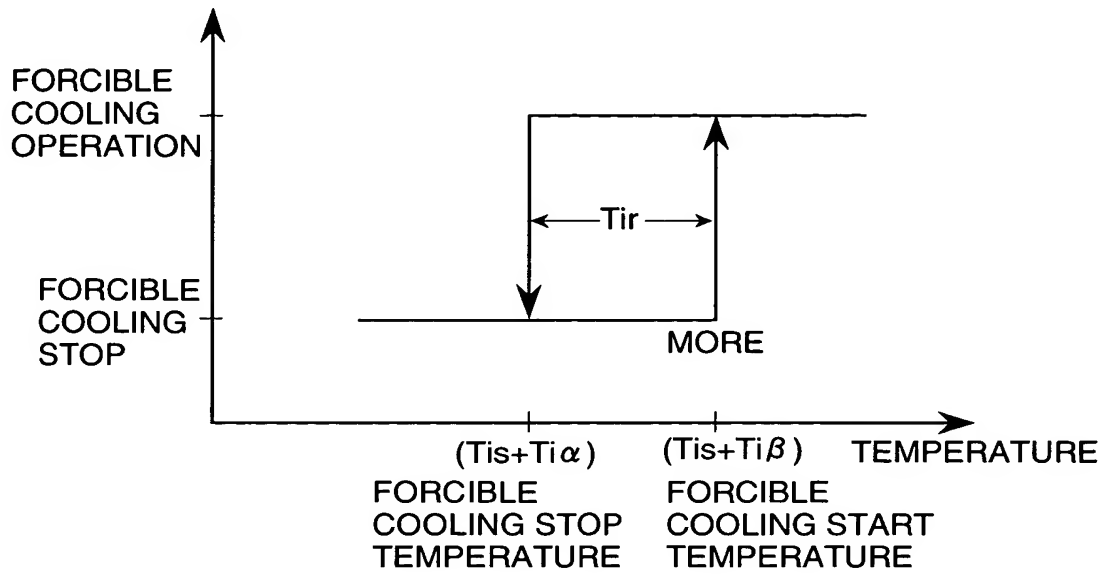 FORCIBLE
COOLING
OPERATION
Tir
FORCIBLE
COOLING
STOP
MORE
(Tis+Tiα)
(Tis+Tiβ)
TEMPERATURE
FORCIBLE
COOLING STOP
TEMPERATURE
FORCIBLE
COOLING START
TEMPERATURE